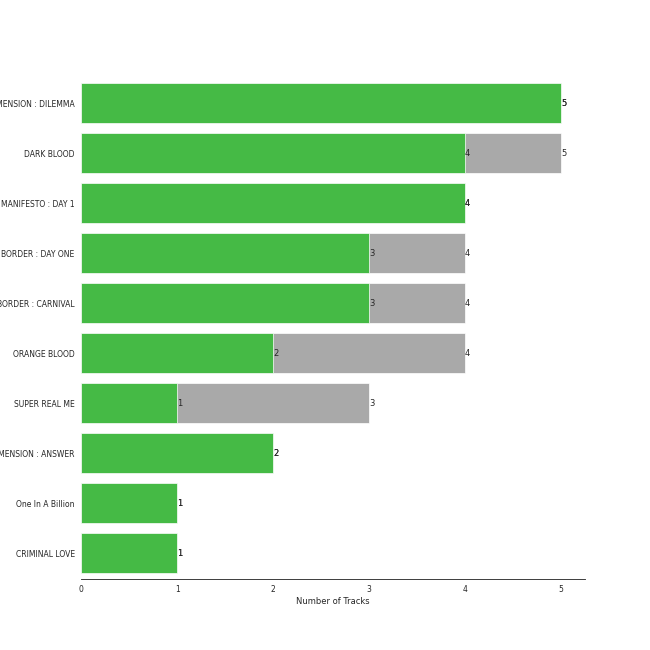 MENSION : DILEMMA
5
DARK BLOOD
4
5
MANIFESTO : DAY 1
4
BORDER : DAY ONE
3
4
BORDER : CARNIVAL
3
4
ORANGE BLOOD
2
4
SUPER REAL ME
1
3
MENSION : ANSWER
2
One In A Billion
1
CRIMINAL LOVE
1
0 1 2 3 4 5
Number of Tracks